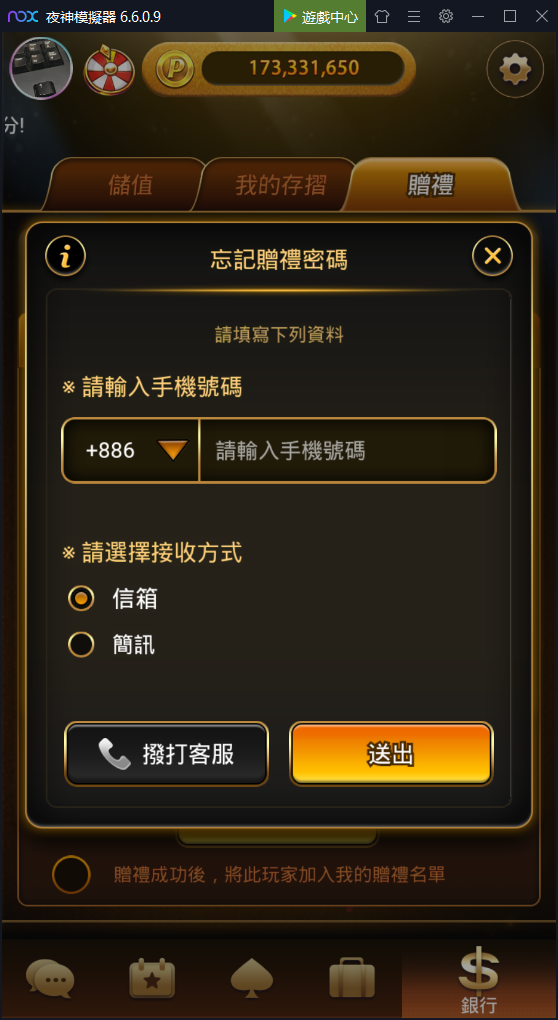 nox 夜神模擬器 6.6.0.9 遊戲中心
P 173,331,650
分!
儲值 我的存摺 贈禮
i 忘記贈禮密碼
請填寫下列資料
※ 請輸入手機號碼
+886 請輸入手機號碼
※ 請選擇接收方式
信箱
簡訊
撥打客服 送出
贈禮成功後，將此玩家加入我的贈禮名單
$
銀行